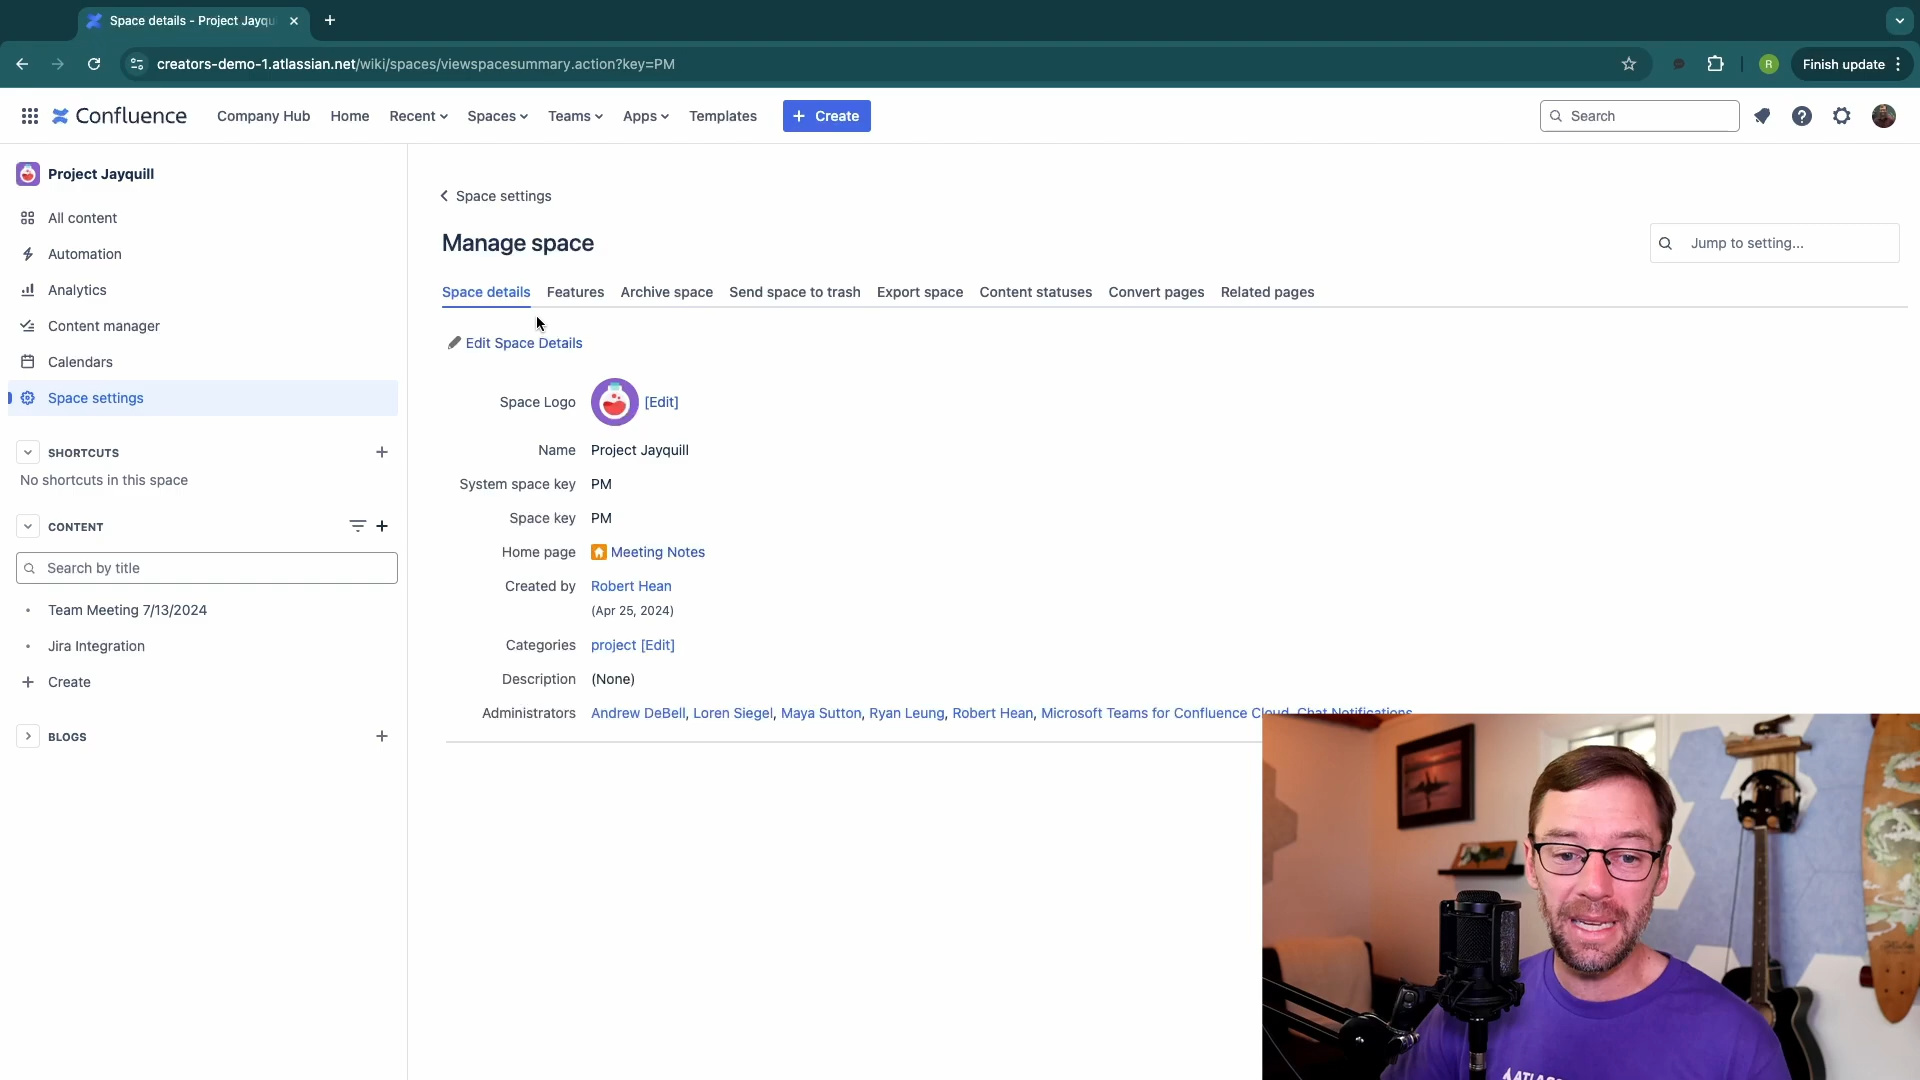 Space details - Project Jayqu
creators-demo-1.atlassian.net/wiki/spaces/viewspacesummary.action?key=PM
R
Finish update
Confluence
Company Hub
Home
Recent
Spaces
Teams
Apps
Templates
+ Create
Search
Project Jayquill
All content
Automation
Analytics
Content manager
Calendars
Space settings
SHORTCUTS
No shortcuts in this space
CONTENT
Search by title
Team Meeting 7/13/2024
Jira Integration
Create
BLOGS
Space settings
Manage space
Jump to setting...
Space details
Features
Archive space
Send space to trash
Export space
Content statuses
Convert pages
Related pages
Edit Space Details
Space Logo [Edit]
Name Project Jayquill
System space key PM
Space key PM
Home page Meeting Notes
Created by Robert Hean
(Apr 25, 2024)
Categories project [Edit]
Description (None)
Administrators Andrew DeBell, Loren Siegel, Maya Sutton, Ryan Leung, Robert Hean, Microsoft Teams for Confluence Cloud, Chat Notifications